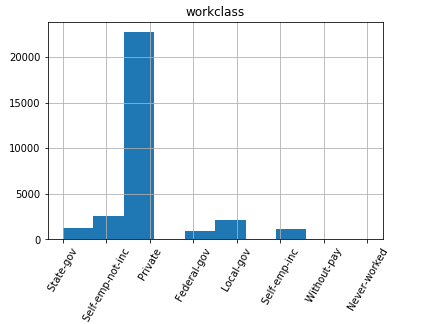 workclass
20000
15000
10000
5000
0
State-gov
Self-emp-not-inc
Private
Federal-gov
Local-gov
Self-emp-inc
Without-pay
Never-worked